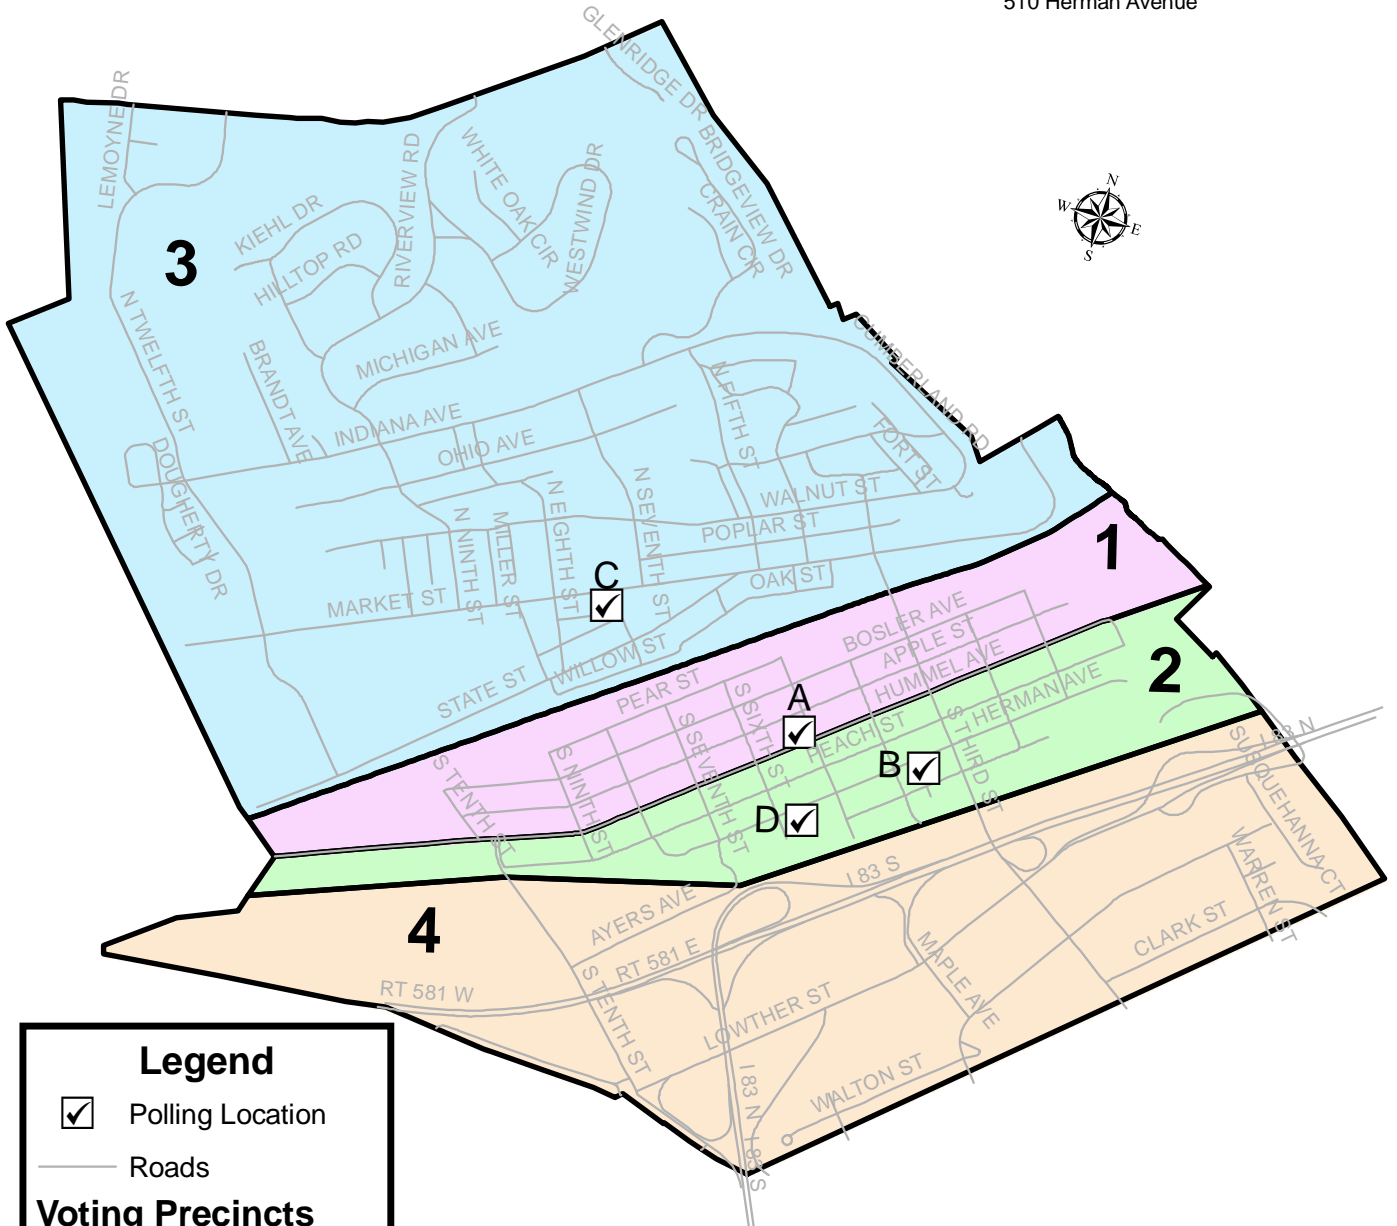 510 Herman Avenue
GLENRIDGE DR
LEMOYNE DR
BRIDGEVIEW DR
WHITE OAK CIR
RIVERVIEW RD
WESTWIND DR
CRAIN CIR
N
W
E
S
KIEHL DR
3
HILLTOP RD
N TWELFTH ST
CUMBERLAND RD
MICHIGAN AVE
BRANDT AVE
N FIFTH ST
INDIANA AVE
OHIO AVE
FORT ST
DOUGHERTY DR
N SEVENTH ST
N EIGHTH ST
WALNUT ST
N NINTH ST
MILLER ST
POPLAR ST
1
C
OAK ST
MARKET ST
BOSLER AVE
APPLE ST
WILLOW ST
HUMMEL AVE
2
STATE ST
PEAR ST
HERMAN AVE
A
S SIXTH ST
PEACH ST
S THIRD ST
S SEVENTH ST
I 83 N
S TENTH ST
S NINTH ST
B
SUSQUEHANNA CT
D
I 83 S
WARREN ST
AYERS AVE
4
CLARK ST
MAPLE AVE
RT 581 E
RT 581 W
S TENTH ST
LOWTHER ST
WALTON ST
I 83 N
I 83 S
Legend
Polling Location
Roads
Voting Precincts